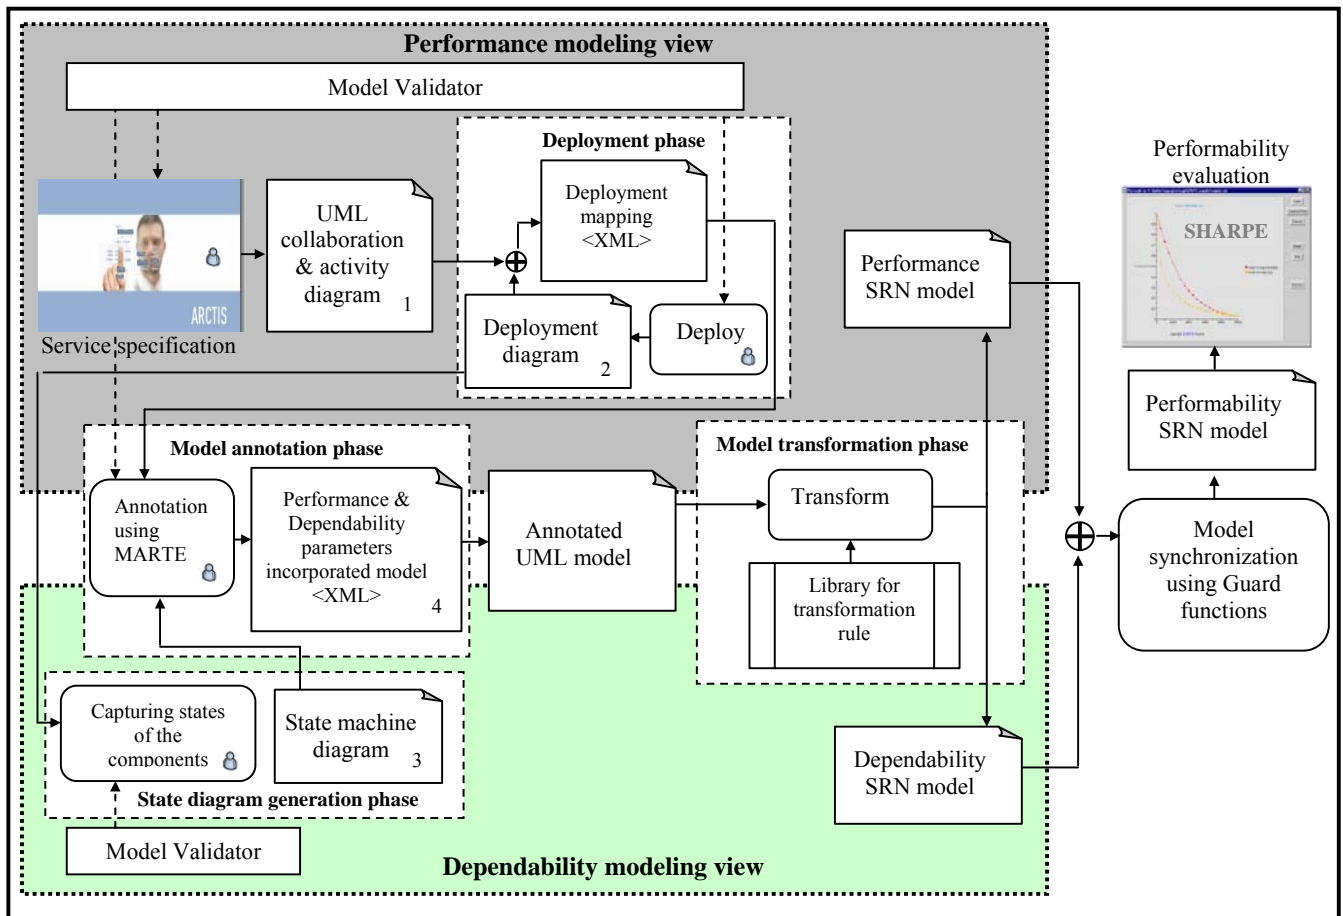 Performance modeling view
Model Validator
Deployment phase
Deployment
mapping
<XML>
UML
collaboration
& activity
diagram
1
ARCTIS
Service specification
Deployment
diagram
2
Deploy
Performance
SRN model
Performability
evaluation
SHARPE
Performability
SRN model
Model annotation phase
Annotation
using
MARTE
Performance &
Dependability
parameters
incorporated model
<XML>
4
Annotated
UML model
Model transformation phase
Transform
Library for
transformation
rule
Model
synchronization
using Guard
functions
Capturing states
of the
components
State machine
diagram
3
State diagram generation phase
Model Validator
Dependability
SRN model
Dependability modeling view